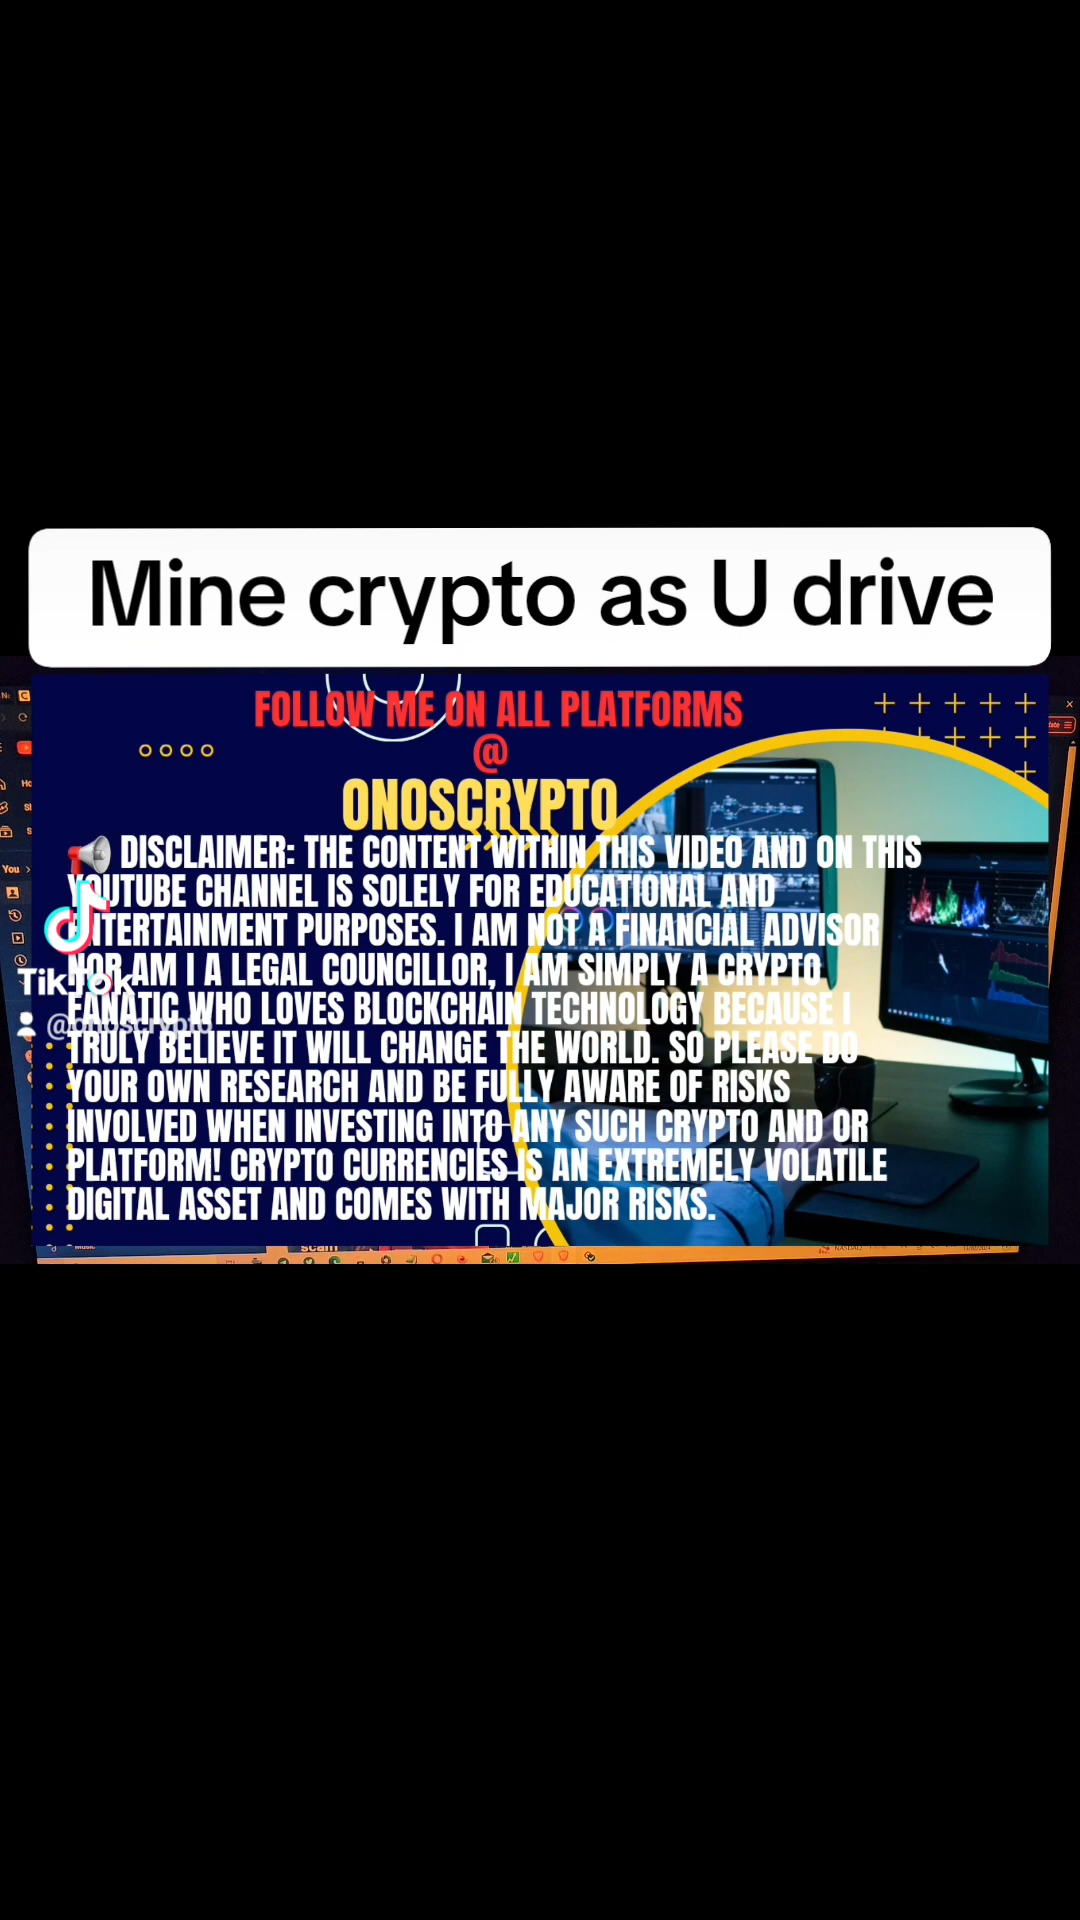 Mine crypto as U drive
FOLLOW ME ON ALL PLATFORMS
@
ONOSCRYPTO
DISCLAIMER: THE CONTENT WITHIN THIS VIDEO AND ON THIS
YOUTUBE CHANNEL IS SOLELY FOR EDUCATIONAL AND
ENTERTAINMENT PURPOSES. I AM NOT A FINANCIAL ADVISOR
NOR AM I A LEGAL COUNCILLOR, I AM SIMPLY A CRYPTO
FANATIC WHO LOVES BLOCKCHAIN TECHNOLOGY BECAUSE I
TRULY BELIEVE IT WILL CHANGE THE WORLD. SO PLEASE DO
YOUR OWN RESEARCH AND BE FULLY AWARE OF RISKS
INVOLVED WHEN INVESTING INTO ANY SUCH CRYPTO AND OR
PLATFORM! CRYPTO CURRENCIES IS AN EXTREMELY VOLATILE
DIGITAL ASSET AND COMES WITH MAJOR RISKS.
TikTok
@onoscrypto
You >
scam